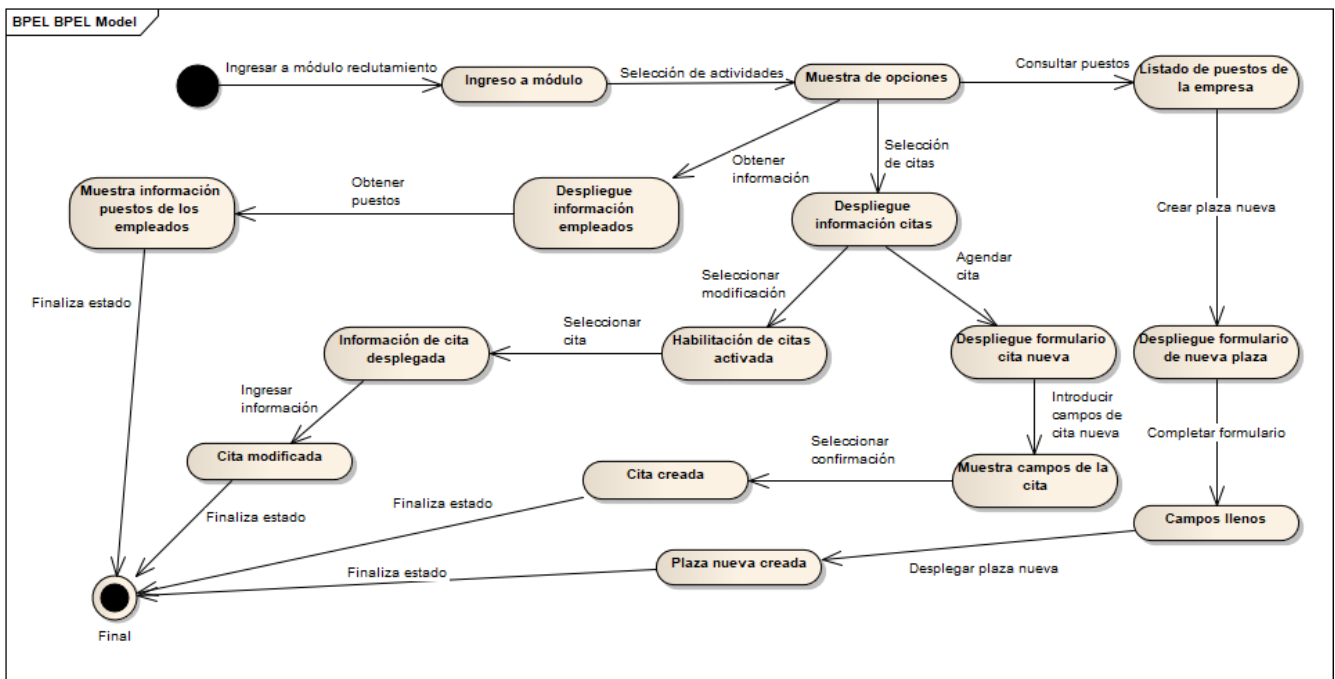 BPEL BPEL Model
Ingresar a módulo reclutamiento
Ingreso a módulo
Selección de actividades
Muestra de opciones
Consultar puestos
Listado de puestos de
la empresa
Obtener
información
Selección
de citas
Muestra información
puestos de los
empleados
Obtener
puestos
Despliegue
información
empleados
Despliegue
información citas
Crear plaza nueva
Finaliza estado
Seleccionar
modificación
Agendar
cita
Información de cita
desplegada
Seleccionar
cita
Habilitación de citas
activada
Despliegue formulario
cita nueva
Despliegue formulario
de nueva plaza
Ingresar
información
Introducir
campos de
cita nueva
Completar formulario
Cita modificada
Seleccionar
confirmación
Cita creada
Muestra campos de la
cita
Finaliza estado
Finaliza estado
Campos llenos
Finaliza estado
Plaza nueva creada
Desplegar plaza nueva
Final